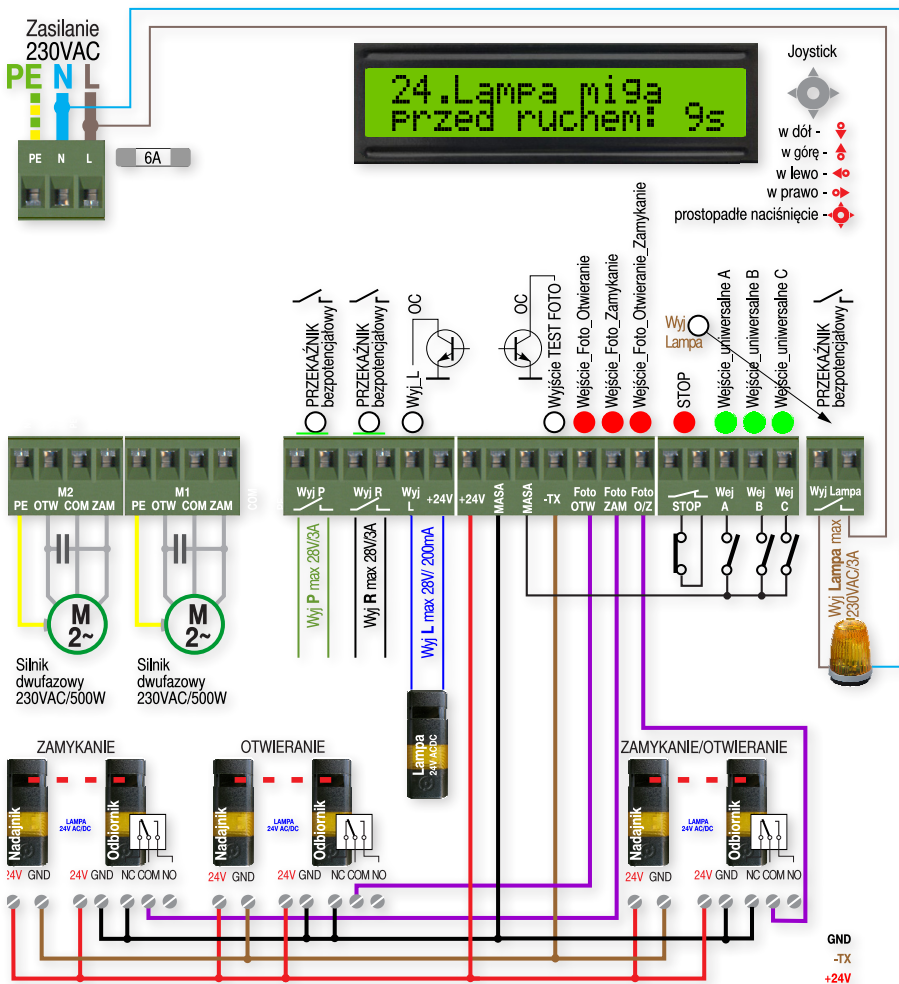 Zasilanie
230VAC
PE N L
PE N L
6A
24.Lampa miga
przed ruchem: 9s
Joystick
w dół -
w górę -
w lewo -
w prawo -
prostopadłe naciśnięcie -
PRZEKAŹNIK
bezpotencjałowy
PRZEKAŹNIK
bezpotencjałowy
Wyj_L
OC
OC
Wyjście TEST FOTO
Wejście_Foto_Otwieranie
Wejście_Foto_Zamykanie
Wejście_Foto_Otwieranie_Zamykanie
Wyj
Lampa
STOP
Wejście_uniwersalne A
Wejście_uniwersalne B
Wejście_uniwersalne C
PRZEKAŹNIK
bezpotencjałowy
M2
PE OTW COM ZAM
M1
PE OTW COM ZAM
COM
Wyj P
Wyj R
Wyj
L
+24V
+24V
MASA
MASA
-TX
Foto
OTW
Foto
ZAM
Foto
O/Z
STOP
Wej
A
Wej
B
Wej
C
Wyj Lampa
Wyj P max 28V/3A
Wyj R max 28V/3A
Wyj L max 28V/ 200mA
Wyj Lampa max
230VAC/3A
M
2~
M
2~
Silnik
dwufazowy
230VAC/500W
Silnik
dwufazowy
230VAC/500W
Lampa
24V ACDC
ZAMYKANIE
OTWIERANIE
ZAMYKANIE/OTWIERANIE
Nadajnik
LAMPA
24V AC/DC
Odbiornik
Nadajnik
LAMPA
24V AC/DC
Odbiornik
Nadajnik
LAMPA
24V AC/DC
Odbiornik
24V GND
24V GND NC COM NO
24V GND
24V GND NC COM NO
24V GND
24V GND NC COM NO
GND
-TX
+24V